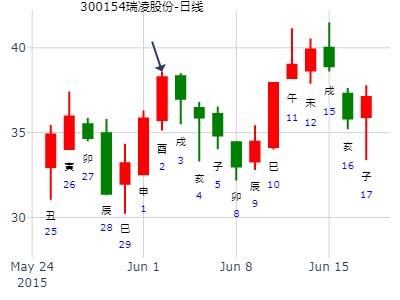 300154瑞凌股份-日线
40
35
30
丑
25
寅
26
卯
27
辰
28
巳
29
申
1
酉
2
戌
3
亥
4
子
5
卯
8
辰
9
巳
10
午
11
未
12
戌
15
亥
16
子
17
May 24
2015
Jun 1
Jun 8
Jun 15